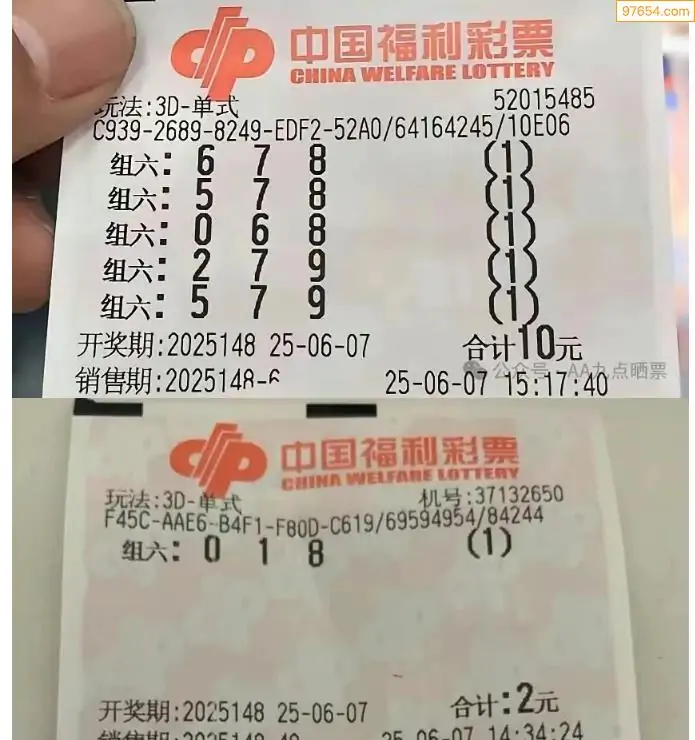 97654.com
中国福利彩票
CHINA WELFARE LOTTERY
玩法:3D-单式 52015485
C939-2689-8249-EDF2-52A0/64164245/10E06
组六: 6 7 8 (1)
组六: 5 7 8 (1)
组六: 0 6 8 (1)
组六: 2 7 9 (1)
组六: 5 7 9 (1)
开奖期:2025148 25-06-07 合计10元
公众号·AA九点晒票
销售期:2025148-6 25-06-07 15:17:40
中国福利彩票
CHINA WELFARE LOTTERY
玩法:3D-单式 机号:37132650
F45C-AAE6-B4F1-F80D-C619/69594954/84244
组六: 0 1 8 (1)
开奖期:2025148 25-06-07 合计:2元
25-06-07 14:34:24